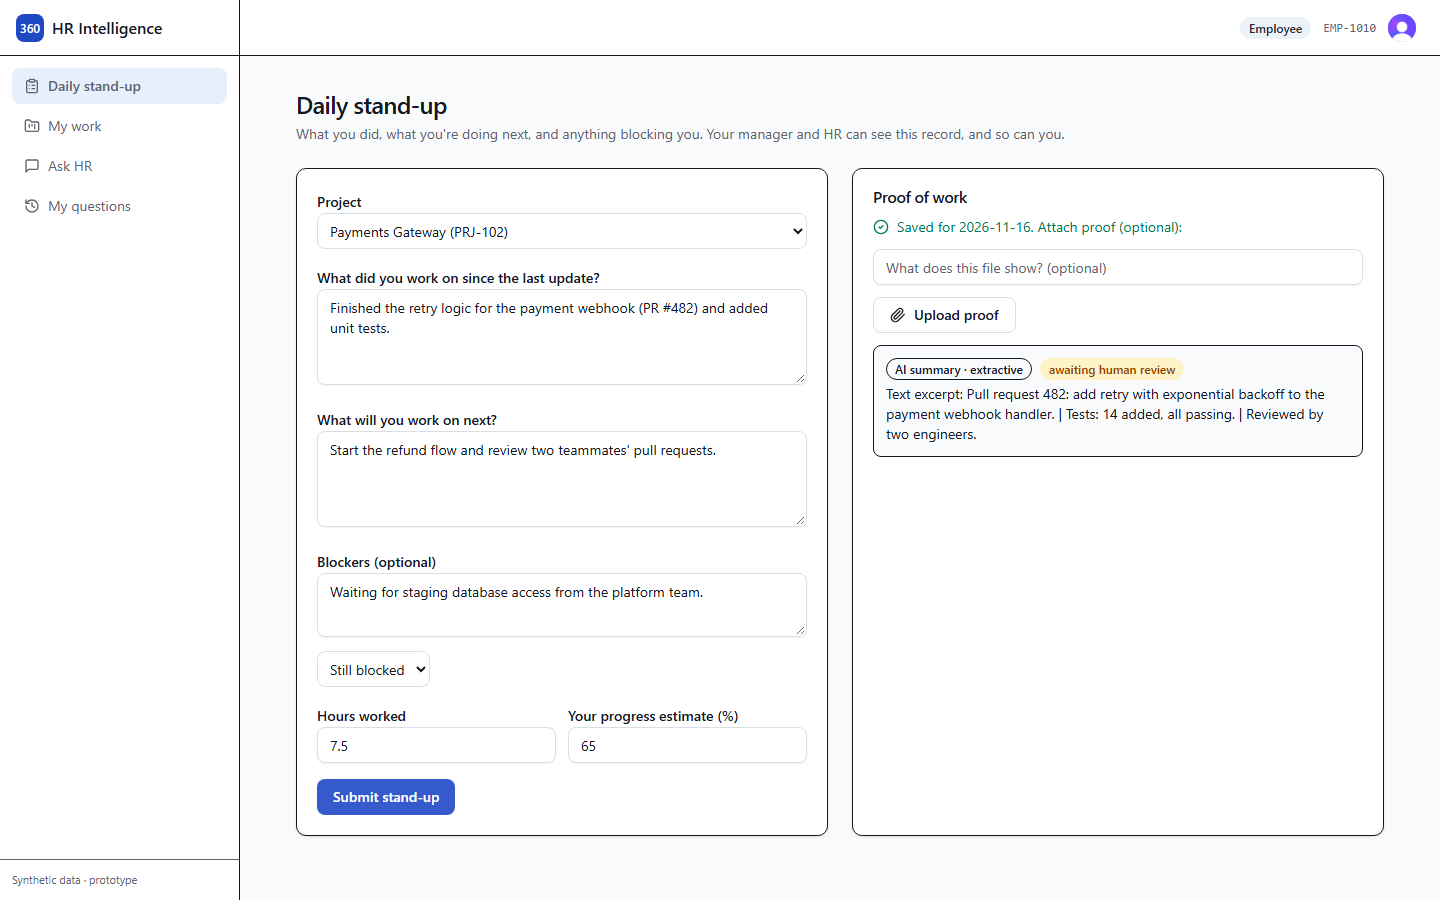 360 HR Intelligence
Employee EMP-1010
Daily stand-up
My work
Ask HR
My questions
Synthetic data · prototype
Daily stand-up
What you did, what you're doing next, and anything blocking you. Your manager and HR can see this record, and so can you.
Project
Payments Gateway (PRJ-102)
What did you work on since the last update?
Finished the retry logic for the payment webhook (PR #482) and added
unit tests.
What will you work on next?
Start the refund flow and review two teammates' pull requests.
Blockers (optional)
Waiting for staging database access from the platform team.
Still blocked
Hours worked
Your progress estimate (%)
7.5
65
Submit stand-up
Proof of work
Saved for 2026-11-16. Attach proof (optional):
What does this file show? (optional)
Upload proof
AI summary · extractive
awaiting human review
Text excerpt: Pull request 482: add retry with exponential backoff to the
payment webhook handler. | Tests: 14 added, all passing. | Reviewed by
two engineers.